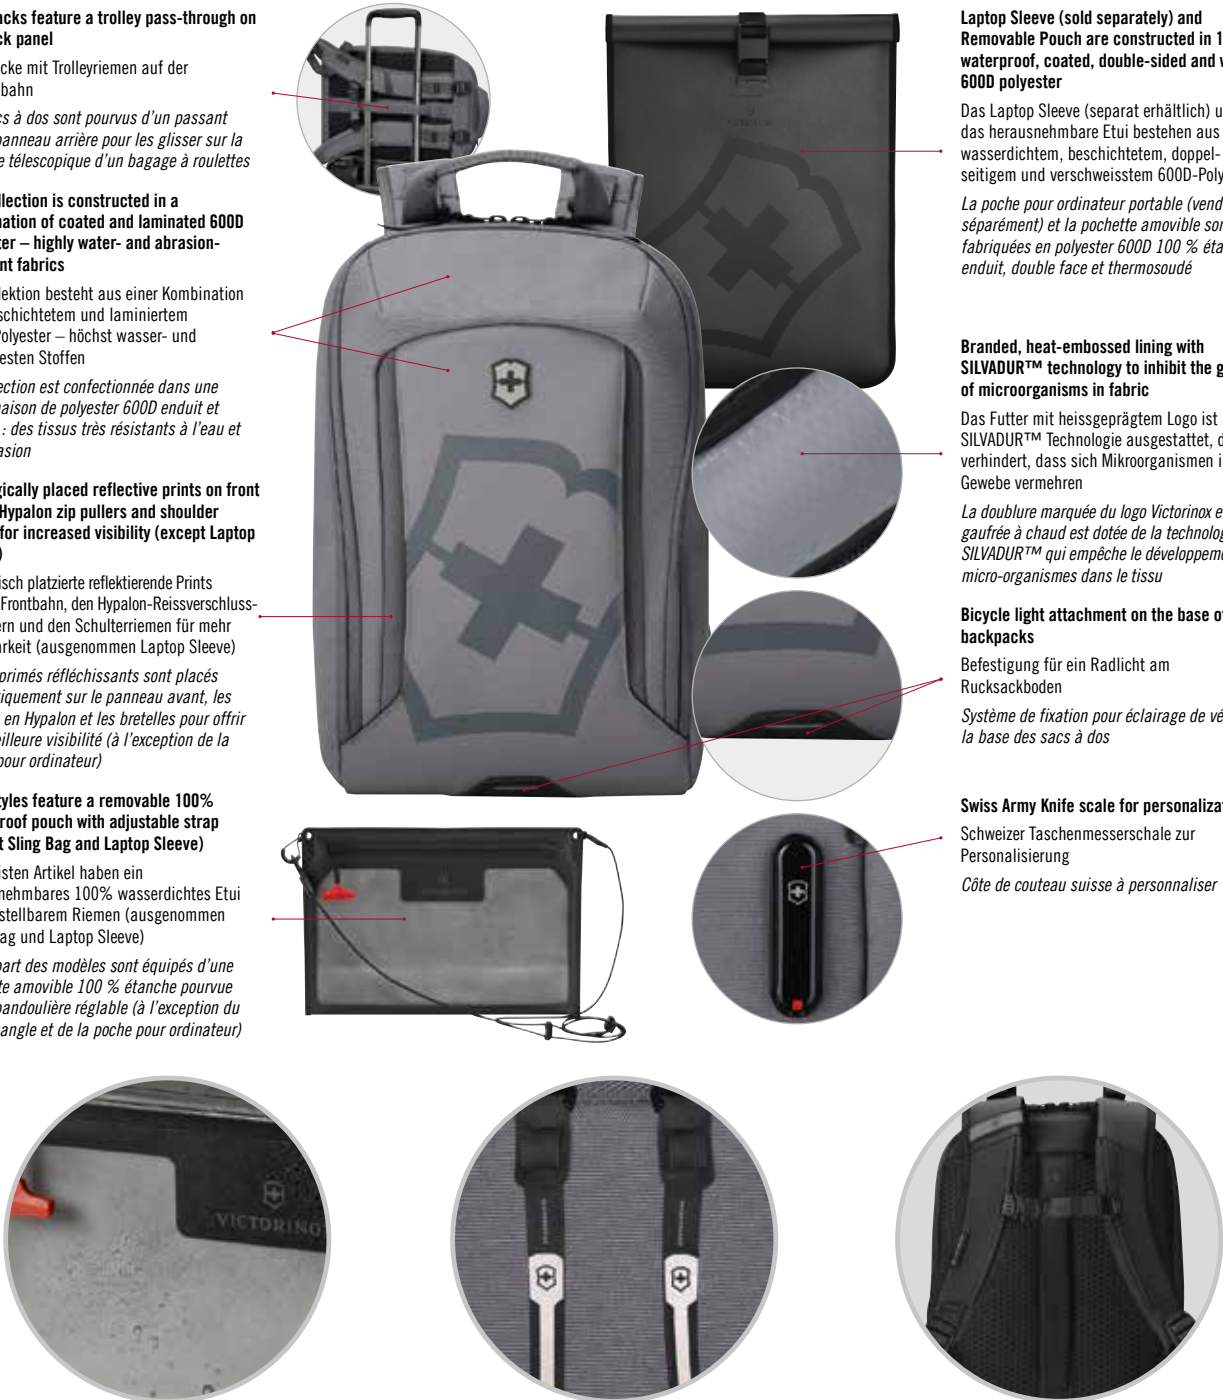 acks feature a trolley pass-through on
ck panel
cke mit Trolleyriemen auf der
bahn
cs à dos sont pourvus d'un passant
panneau arrière pour les glisser sur la
e télescopique d'un bagage à roulettes
llection is constructed in a
nation of coated and laminated 600D
ter – highly water- and abrasion-
nt fabrics
lektion besteht aus einer Kombination
schichtetem und laminiertem
Polyester – höchst wasser- und
esten Stoffen
ection est confectionnée dans une
naison de polyester 600D enduit et
: des tissus très résistants à l'eau et
asion
gically placed reflective prints on front
Hypalon zip pullers and shoulder
for increased visibility (except Laptop
)
isch platzierte reflektierende Prints
Frontbahn, den Hypalon-Reissverschluss-
ern und den Schulterriemen für mehr
arkeit (ausgenommen Laptop Sleeve)
primés réfléchissants sont placés
iquement sur le panneau avant, les
en Hypalon et les bretelles pour offrir
eilleure visibilité (à l'exception de la
pour ordinateur)
tyles feature a removable 100%
roof pouch with adjustable strap
t Sling Bag and Laptop Sleeve)
isten Artikel haben ein
nehmbares 100% wasserdichtes Etui
stellbarem Riemen (ausgenommen
ag und Laptop Sleeve)
part des modèles sont équipés d'une
te amovible 100 % étanche pourvue
bandoulière réglable (à l'exception du
angle et de la poche pour ordinateur)
Laptop Sleeve (sold separately) and
Removable Pouch are constructed in 1
waterproof, coated, double-sided and w
600D polyester
Das Laptop Sleeve (separat erhältlich) u
das herausnehmbare Etui bestehen aus
wasserdichtem, beschichtetem, doppel-
seitigem und verschweisstem 600D-Poly
La poche pour ordinateur portable (vend
séparément) et la pochette amovible son
fabriquées en polyester 600D 100 % éta
enduit, double face et thermosoudé
Branded, heat-embossed lining with
SILVADUR™ technology to inhibit the g
of microorganisms in fabric
Das Futter mit heissgeprägtem Logo ist
SILVADUR™ Technologie ausgestattet, d
verhindert, dass sich Mikroorganismen i
Gewebe vermehren
La doublure marquée du logo Victorinox e
gaufrée à chaud est dotée de la technolog
SILVADUR™ qui empêche le développeme
micro-organismes dans le tissu
Bicycle light attachment on the base of
backpacks
Befestigung für ein Radlicht am
Rucksackboden
Système de fixation pour éclairage de vé
la base des sacs à dos
Swiss Army Knife scale for personalizat
Schweizer Taschenmesserschale zur
Personalisierung
Côte de couteau suisse à personnaliser
VICTORINO